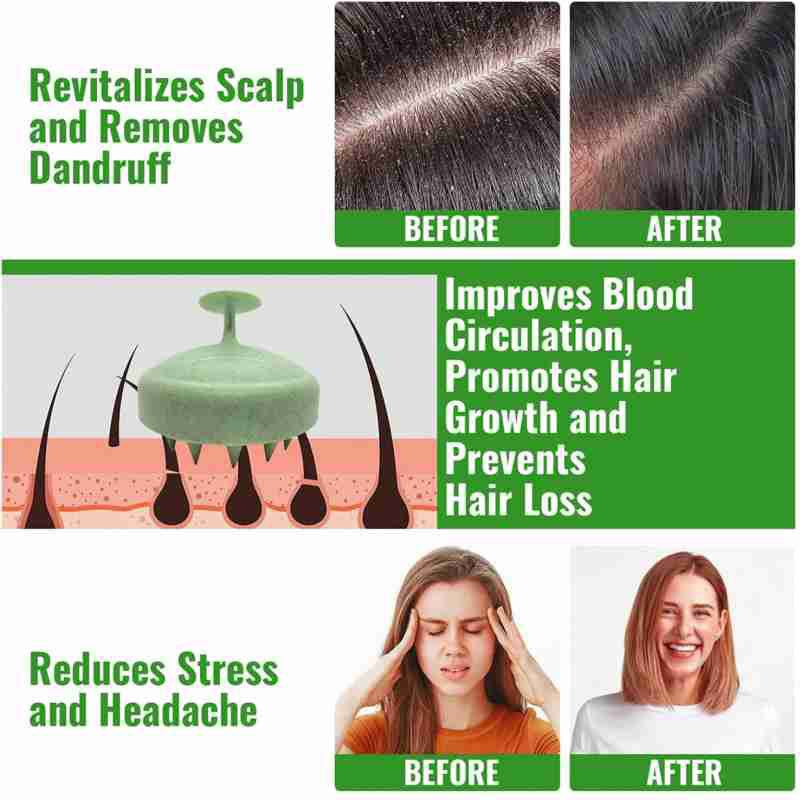 Revitalizes Scalp
and Removes
Dandruff
BEFORE
AFTER
Improves Blood
Circulation,
Promotes Hair
Growth and
Prevents
Hair Loss
Reduces Stress
and Headache
BEFORE
AFTER